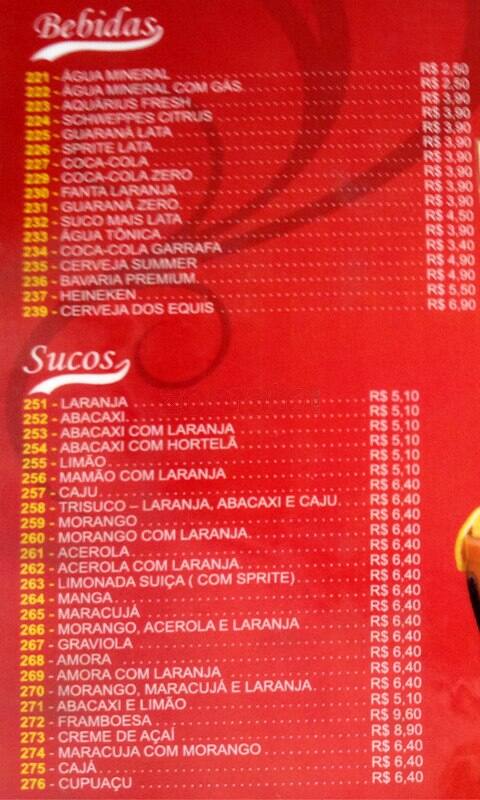 Bebidas
221 - ÁGUA MINERAL R$ 2,50
222 - ÁGUA MINERAL COM GÁS R$ 2,50
223 - AQUÁRIUS FRESH R$ 3,90
224 - SCHWEPPES CITRUS R$ 3,90
225 - GUARANÁ LATA R$ 3,90
226 - SPRITE LATA R$ 3,90
227 - COCA-COLA R$ 3,90
229 - COCA-COLA ZERO R$ 3,90
230 - FANTA LARANJA R$ 3,90
231 - GUARANÁ ZERO R$ 3,90
232 - SUCO MAIS LATA R$ 4,50
233 - ÁGUA TÔNICA R$ 3,90
234 - COCA-COLA GARRAFA R$ 3,40
235 - CERVEJA SUMMER R$ 4,90
236 - BAVARIA PREMIUM R$ 4,90
237 - HEINEKEN R$ 5,50
239 - CERVEJA DOS EQUIS R$ 6,90
Sucos
251 - LARANJA R$ 5,10
252 - ABACAXI R$ 5,10
253 - ABACAXI COM LARANJA R$ 5,10
254 - ABACAXI COM HORTELÃ R$ 5,10
255 - LIMÃO R$ 5,10
256 - MAMÃO COM LARANJA R$ 5,10
257 - CAJU R$ 6,40
258 - TRISUCO – LARANJA, ABACAXI E CAJU R$ 6,40
259 - MORANGO R$ 6,40
260 - MORANGO COM LARANJA R$ 6,40
261 - ACEROLA R$ 6,40
262 - ACEROLA COM LARANJA R$ 6,40
263 - LIMONADA SUIÇA ( COM SPRITE) R$ 6,40
264 - MANGA R$ 6,40
265 - MARACUJÁ R$ 6,40
266 - MORANGO, ACEROLA E LARANJA R$ 6,40
267 - GRAVIOLA R$ 6,40
268 - AMORA R$ 6,40
269 - AMORA COM LARANJA R$ 6,40
270 - MORANGO, MARACUJÁ E LARANJA R$ 6,40
271 - ABACAXI E LIMÃO R$ 5,10
272 - FRAMBOESA R$ 9,60
273 - CREME DE AÇAÍ R$ 8,90
274 - MARACUJA COM MORANGO R$ 6,40
275 - CAJÁ R$ 6,40
276 - CUPUAÇU R$ 6,40